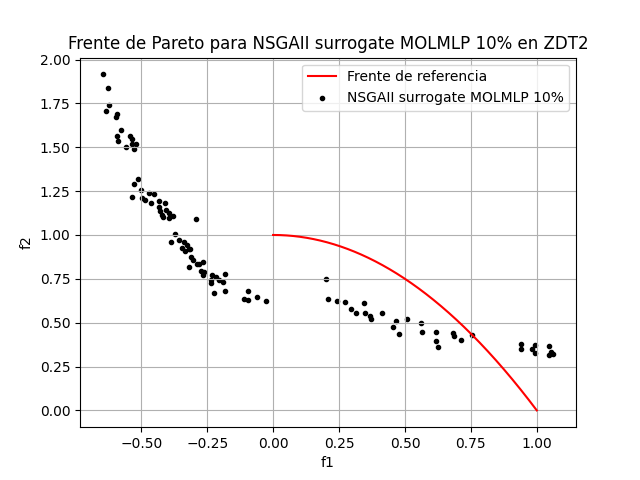 Frente de Pareto para NSGAII surrogate MOLMLP 10% en ZDT2
Frente de referencia
NSGAII surrogate MOLMLP 10%
f2
2.00
1.75
1.50
1.25
1.00
0.75
0.50
0.25
0.00
−0.50 −0.25 0.00 0.25 0.50 0.75 1.00
f1